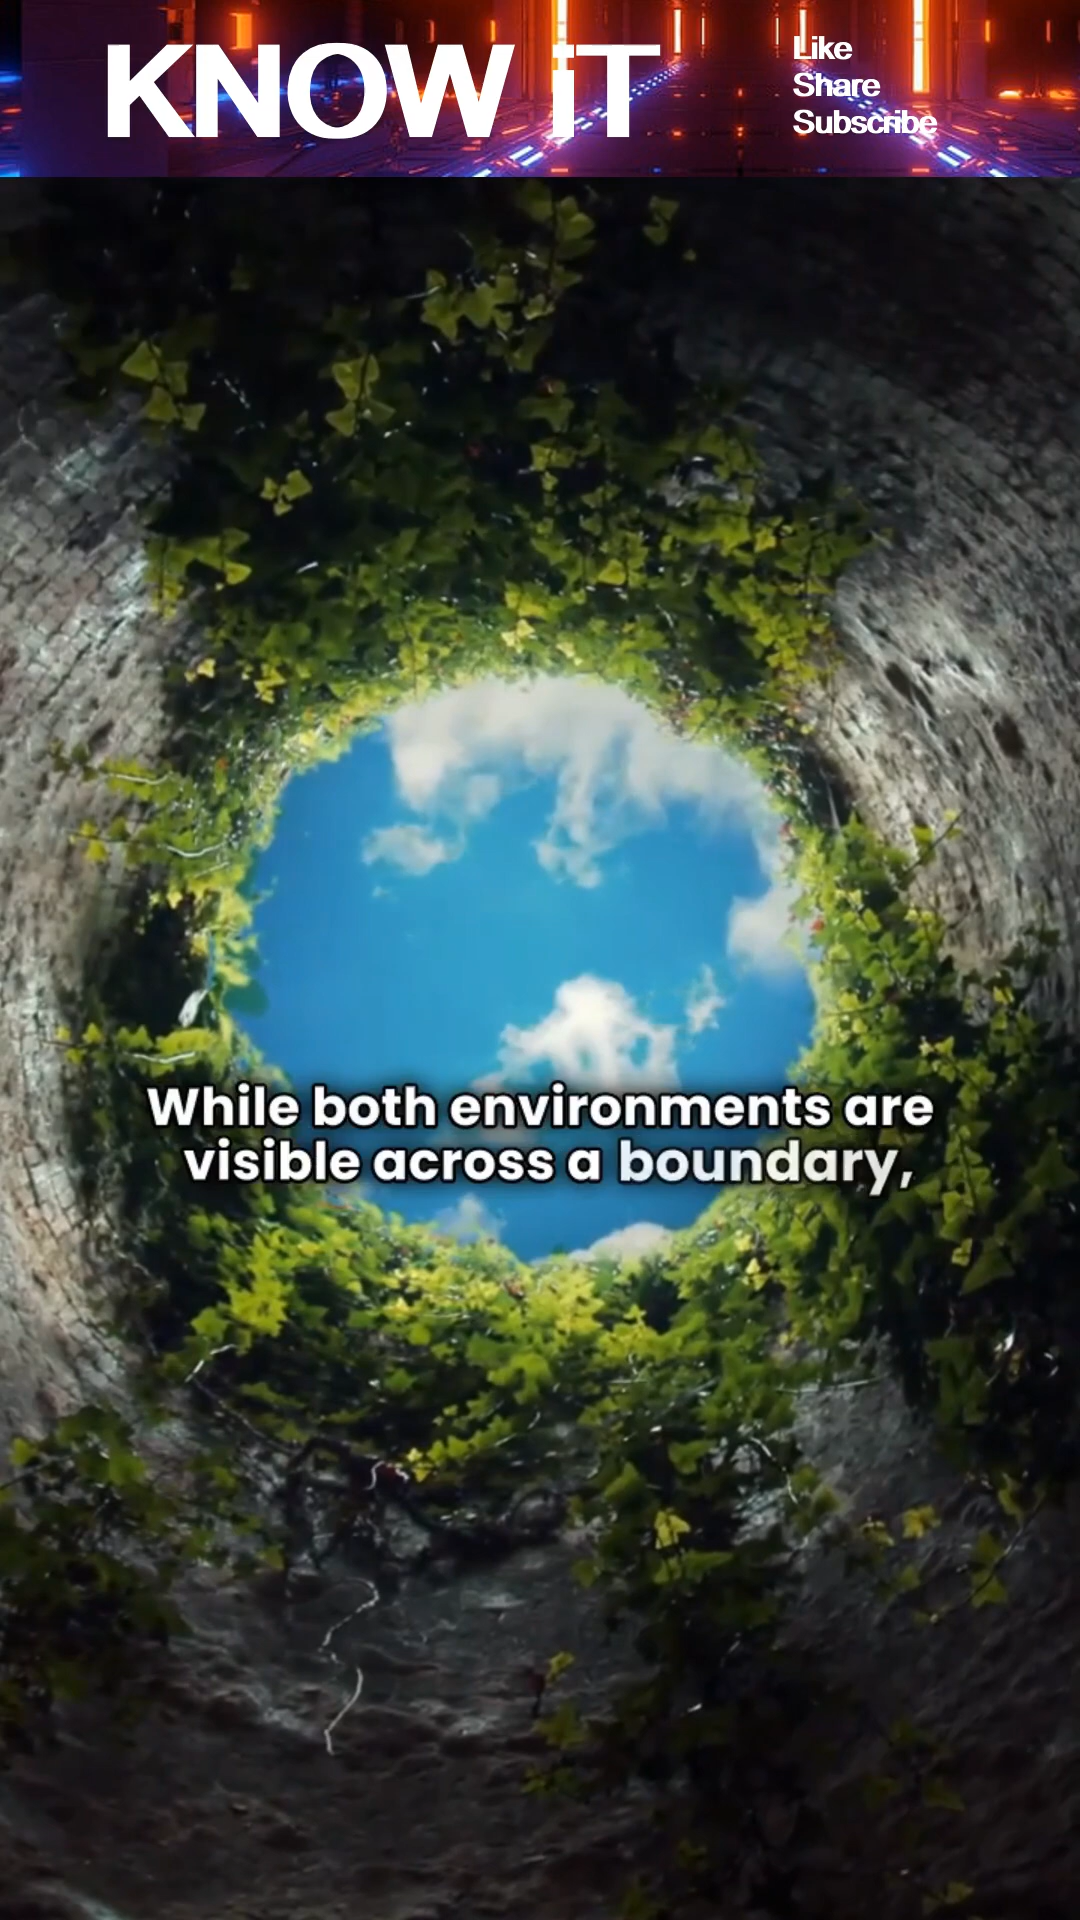 KNOW iT
Like
Share
Subscribe
While both environments are
visible across a boundary,